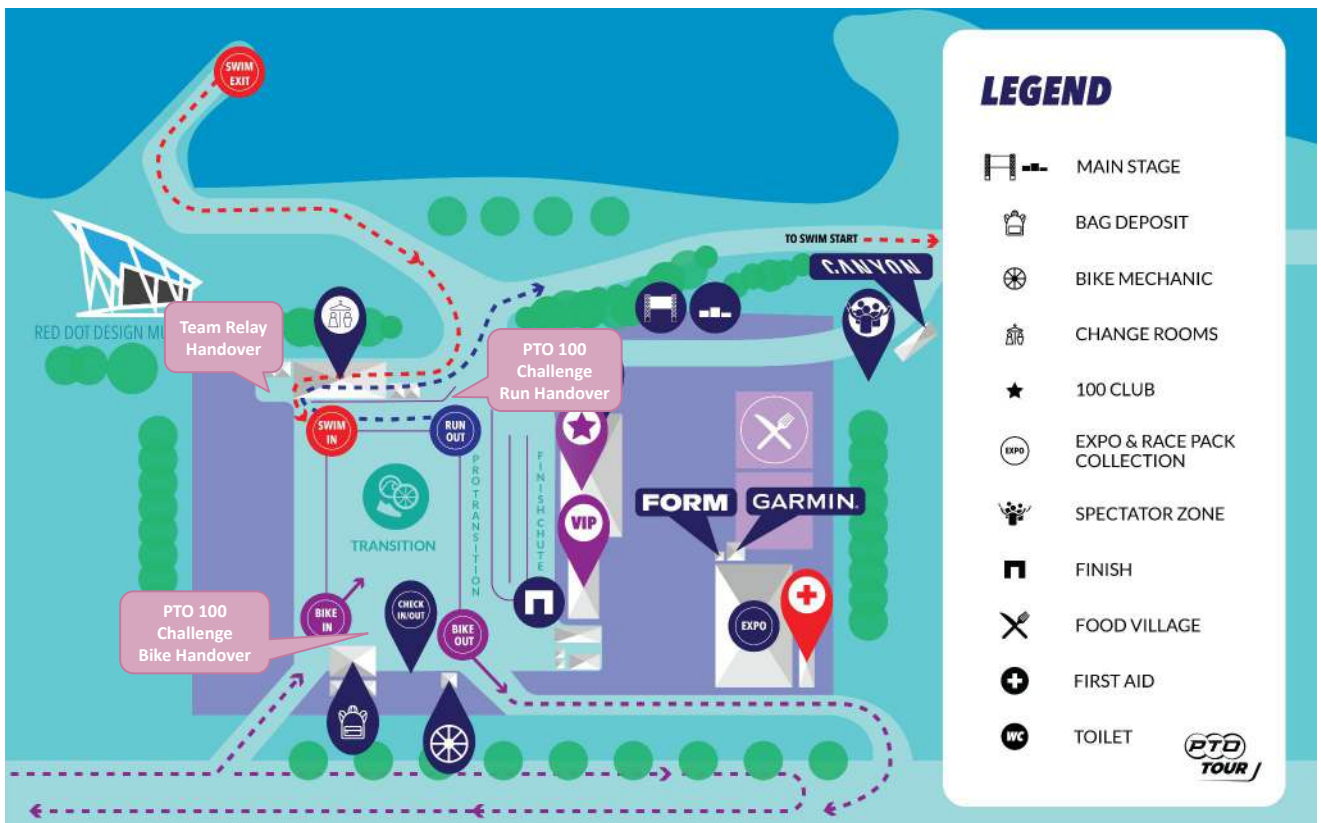 SWIM
EXIT
TO SWIM START
CANYON
RED DOT DESIGN MU
Team Relay
Handover
PTO 100
Challenge
Run Handover
SWIM
IN
RUN
OUT
PRO TRANSITION
FINISH CHUTE
TRANSITION
VIP
FORM
GARMIN.
PTO 100
Challenge
Bike Handover
BIKE
IN
CHECK
IN/OUT
BIKE
OUT
EXPO
LEGEND
MAIN STAGE
BAG DEPOSIT
BIKE MECHANIC
CHANGE ROOMS
100 CLUB
EXPO
EXPO & RACE PACK
COLLECTION
SPECTATOR ZONE
FINISH
FOOD VILLAGE
FIRST AID
WC
TOILET
PTO
TOUR